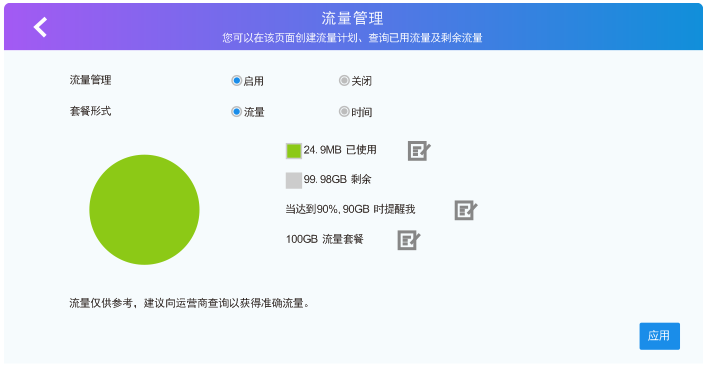 流量管理
您可以在该页面创建流量计划、查询已用流量及剩余流量
流量管理 启用 关闭
套餐形式 流量 时间
24.9MB 已使用
99.98GB 剩余
当达到90%,90GB 时提醒我
100GB 流量套餐
流量仅供参考，建议向运营商查询以获得准确流量。
应用